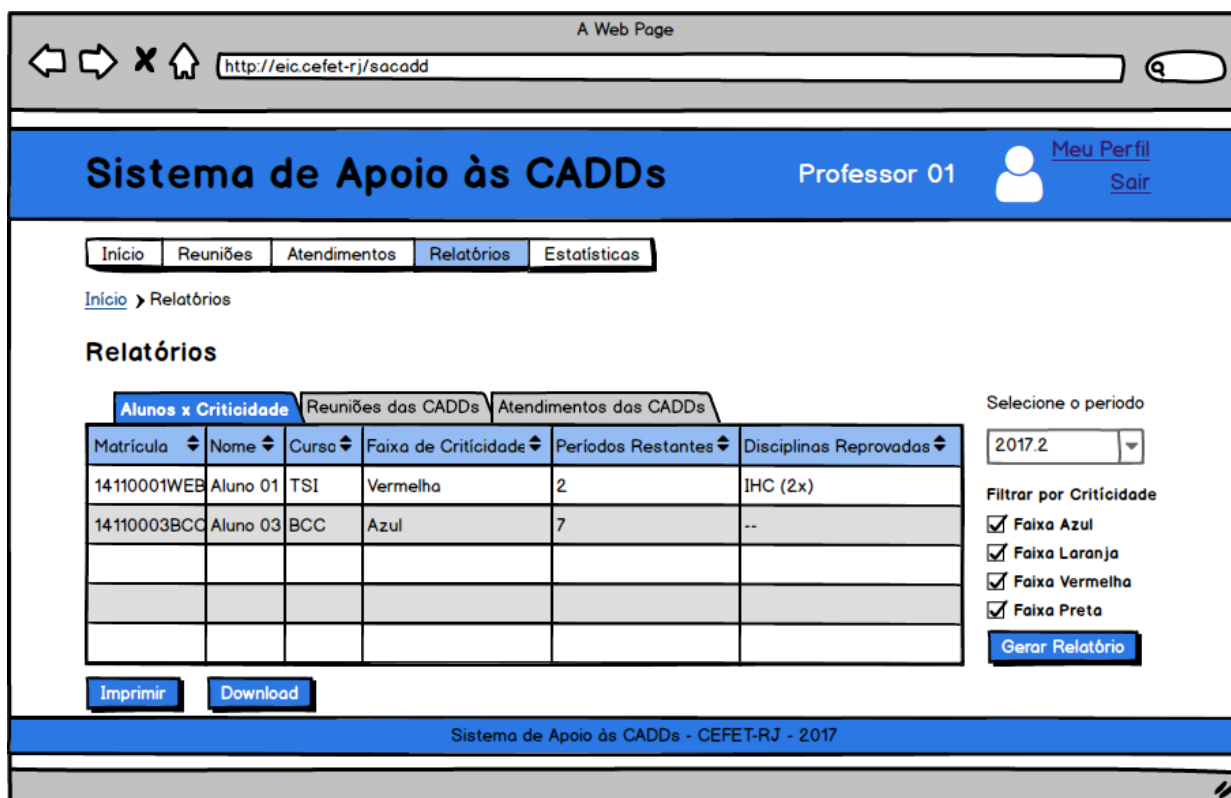 A Web Page
http://eic.cefet-rj/sacadd
Sistema de Apoio às CADDs
Professor 01
Meu Perfil
Sair
Início Reuniões Atendimentos Relatórios Estatísticas
Início > Relatórios
Relatórios
Alunos x Criticidade Reuniões das CADDs Atendimentos das CADDs
Matrícula Nome Curso Faixa de Criticidade Períodos Restantes Disciplinas Reprovadas
14110001WEB Aluno 01 TSI Vermelha 2 IHC (2x)
14110003BCC Aluno 03 BCC Azul 7 --
Selecione o periodo
2017.2
Filtrar por Critícidade
Faixa Azul
Faixa Laranja
Faixa Vermelha
Faixa Preta
Gerar Relatório
Imprimir Download
Sistema de Apoio às CADDs - CEFET-RJ - 2017